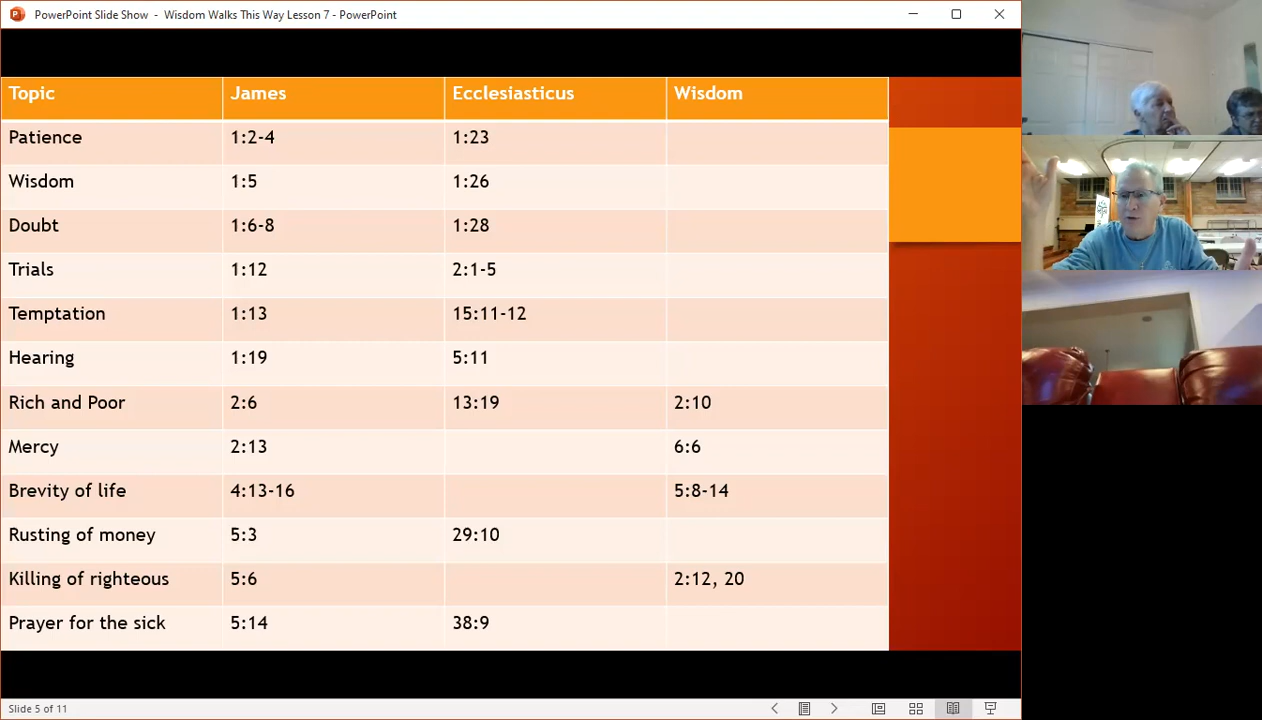 PowerPoint Slide Show - Wisdom Walks This Way Lesson 7 - PowerPoint
Topic James Ecclesiasticus Wisdom
Patience 1:2-4 1:23
Wisdom 1:5 1:26
Doubt 1:6-8 1:28
Trials 1:12 2:1-5
Temptation 1:13 15:11-12
Hearing 1:19 5:11
Rich and Poor 2:6 13:19 2:10
Mercy 2:13 6:6
Brevity of life 4:13-16 5:8-14
Rusting of money 5:3 29:10
Killing of righteous 5:6 2:12, 20
Prayer for the sick 5:14 38:9
Slide 5 of 11